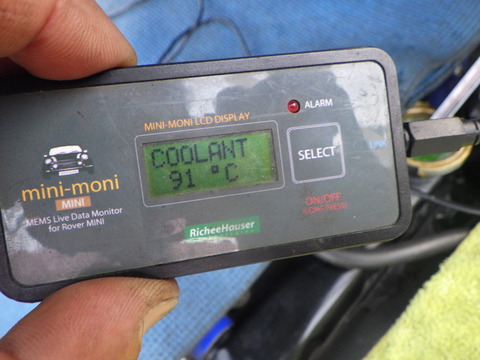 ALARM
MINI-MONI LCD DISPLAY
COOLANT
91 °C
SELECT
LINK
mini-moni
MINI
MEMS Live Data Monitor
for Rover MINI
ON/OFF
RicheeHauser